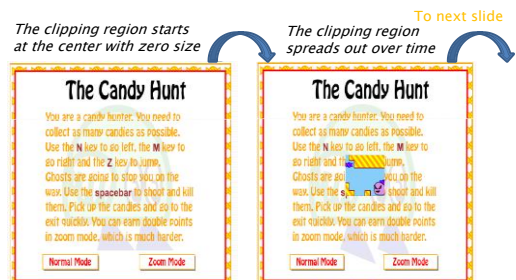 To next slide
The clipping region starts
at the center with zero size
The clipping region
spreads out over time
The Candy Hunt
You are a candy hunter. You need to
collect as many candies as possible.
Use the N key to go left, the M key to
go right and the Z key to jump.
Ghosts are going to stop you on the
way. Use the spacebar to shoot and kill
them. Pick up the candies and go to the
exit quickly. You can earn double points
in zoom mode, which is much harder.
Normal Mode
Zoom Mode
The Candy Hunt
You are a candy hunter. You need to
collect as many candies as possible.
Use the N key to go left, the M key to
go right and th ump.
Ghosts are goi you on the
way. Use the s shoot and kill
them. Pick up the candies and go to the
exit quickly. You can earn double points
in zoom mode, which is much harder.
Normal Mode
Zoom Mode